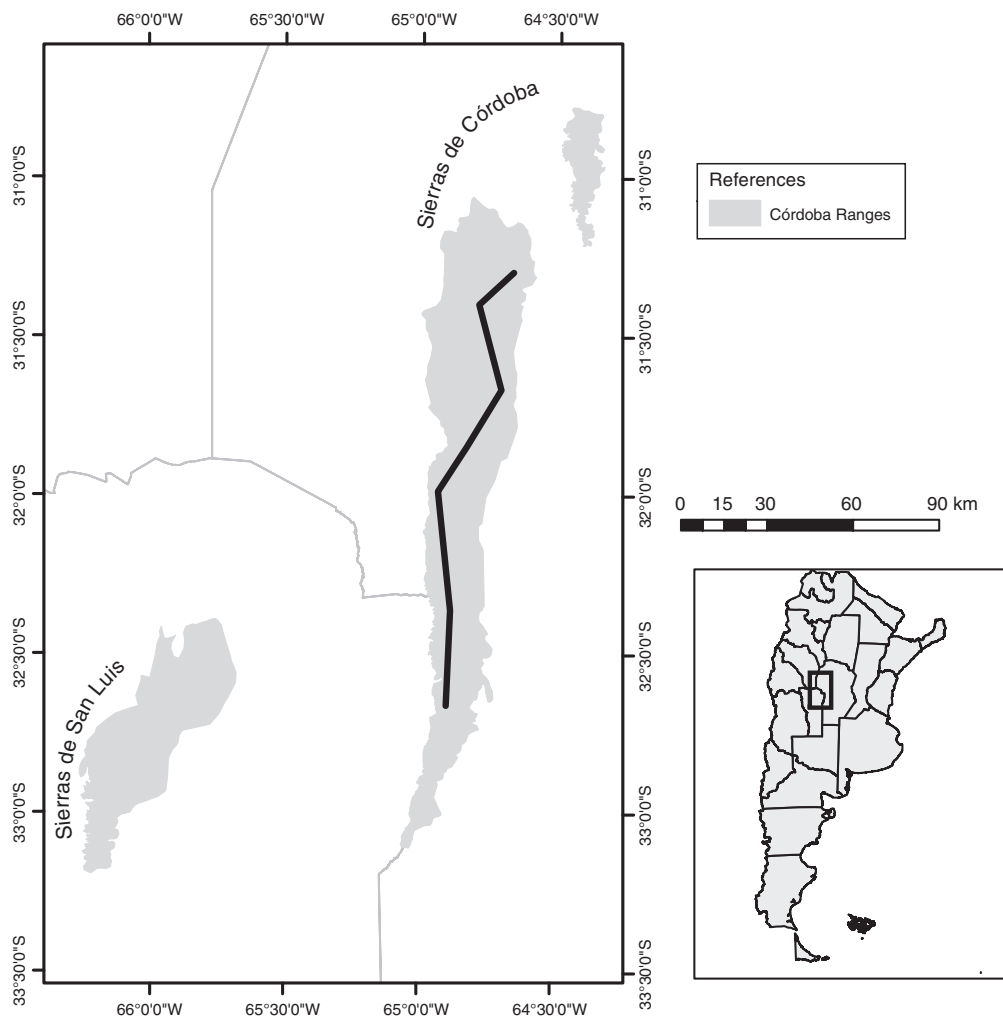 66°0'0"W 65°30'0"W 65°0'0"W 64°30'0"W
Sierras de Córdoba
Sierras de San Luis
31°0'0"S
31°30'0"S
32°0'0"S
32°30'0"S
33°0'0"S
33°30'0"S
31°0'0"S
31°30'0"S
32°0'0"S
32°30'0"S
33°0'0"S
33°30'0"S
66°0'0"W 65°30'0"W 65°0'0"W 64°30'0"W
References
Córdoba Ranges
0 15 30 60 90 km